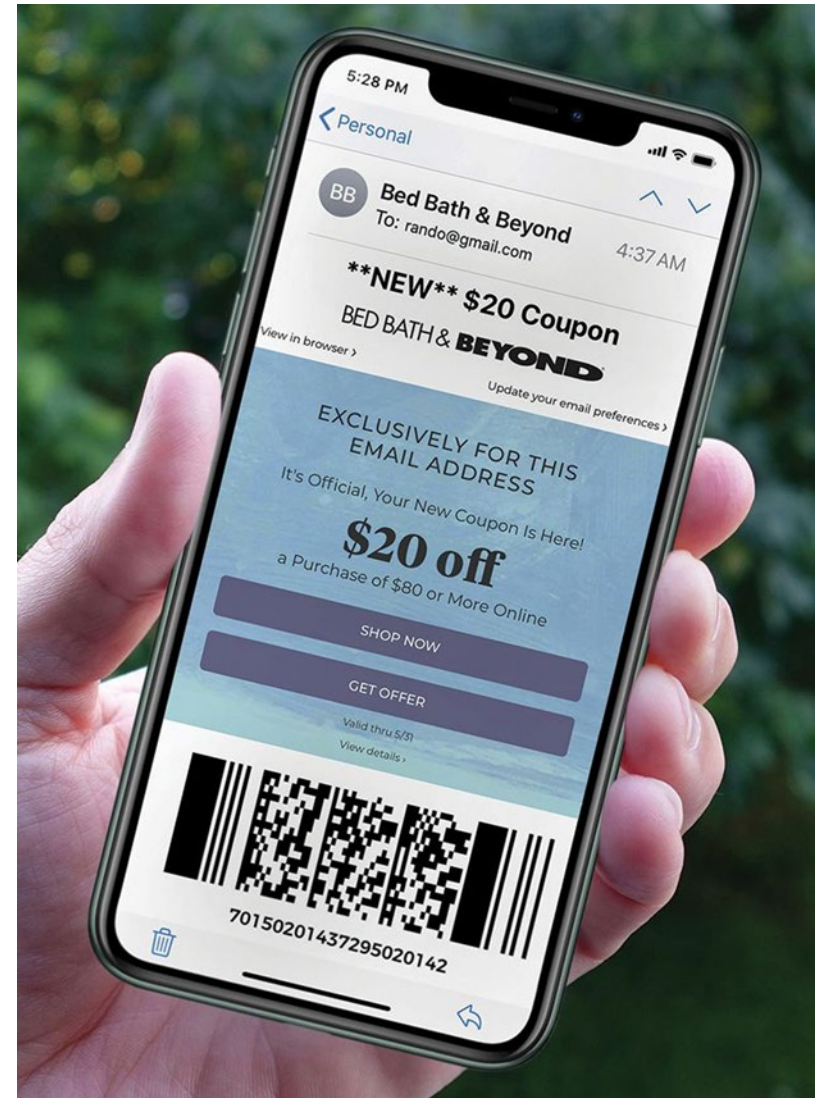 5:28 PM
Personal
BB
Bed Bath & Beyond
To: rando@gmail.com
4:37 AM
**NEW** $20 Coupon
BED BATH & BEYOND
View in browser >
Update your email preferences >
EXCLUSIVELY FOR THIS
EMAIL ADDRESS
It's Official, Your New Coupon Is Here!
$20 off
a Purchase of $80 or More Online
SHOP NOW
GET OFFER
Valid thru 5/31
View details >
70150201437295020142